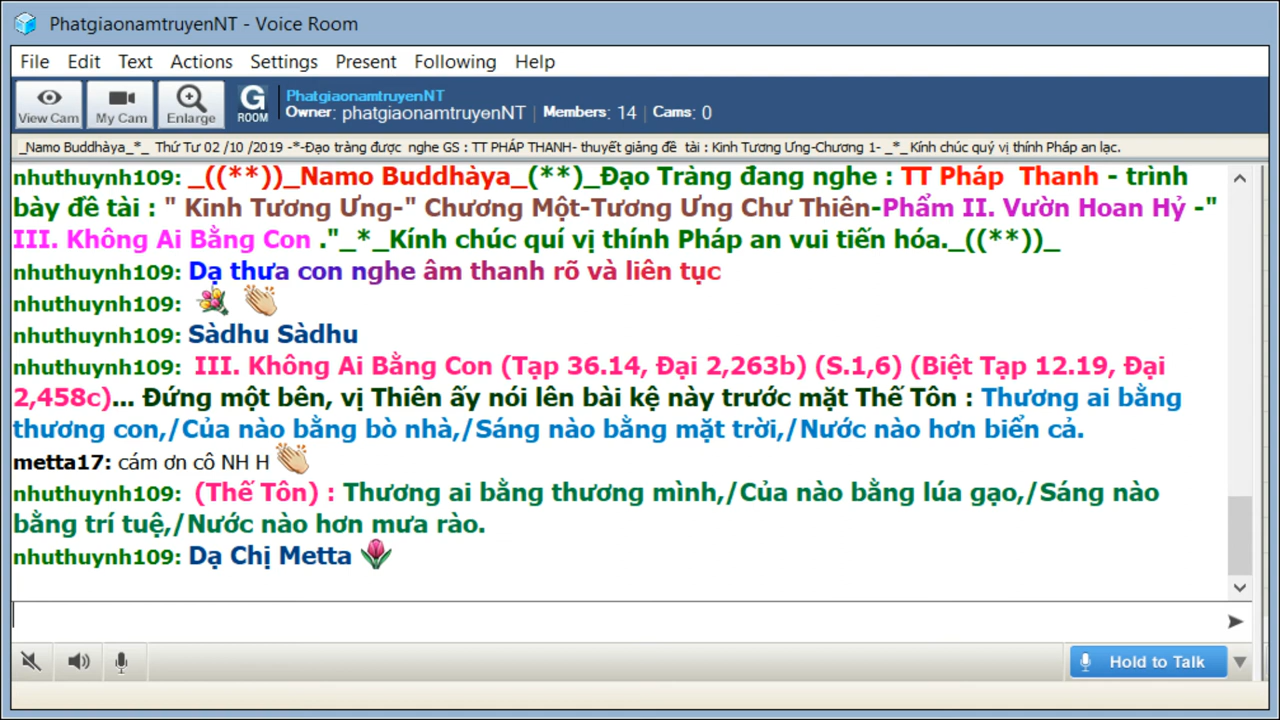 PhatgiaonamtruyenNT - Voice Room
File Edit Text Actions Settings Present Following Help
View Cam My Cam Enlarge G ROOM PhatgiaonamtruyenNT
Owner: phatgiaonamtruyenNT | Members: 14 | Cams: 0
_Namo Buddhàya_*_ Thứ Tư 02 /10 /2019 -*-Đạo tràng được nghe GS : TT PHÁP THANH- thuyết giảng đề tài : Kinh Tương Ưng-Chương 1- _*_Kính chúc quý vị thính Pháp an lạc.
nhuthuynh109: _((**))_Namo Buddhàya_(**)_Đạo Tràng đang nghe : TT Pháp Thanh - trình
bày đề tài : " Kinh Tương Ưng-" Chương Một-Tương Ưng Chư Thiên-Phẩm II. Vườn Hoan Hỷ -"
III. Không Ai Bằng Con ."_*_Kính chúc quí vị thính Pháp an vui tiến hóa._((**))_
nhuthuynh109: Dạ thưa con nghe âm thanh rõ và liên tục
nhuthuynh109:
nhuthuynh109: Sàdhu Sàdhu
nhuthuynh109: III. Không Ai Bằng Con (Tạp 36.14, Đại 2,263b) (S.1,6) (Biệt Tạp 12.19, Đại
2,458c)... Đứng một bên, vị Thiên ấy nói lên bài kệ này trước mặt Thế Tôn : Thương ai bằng
thương con,/Của nào bằng bò nhà,/Sáng nào bằng mặt trời,/Nước nào hơn biển cả.
metta17: cám ơn cô NH H
nhuthuynh109: (Thế Tôn) : Thương ai bằng thương mình,/Của nào bằng lúa gạo,/Sáng nào
bằng trí tuệ,/Nước nào hơn mưa rào.
nhuthuynh109: Dạ Chị Metta
Hold to Talk